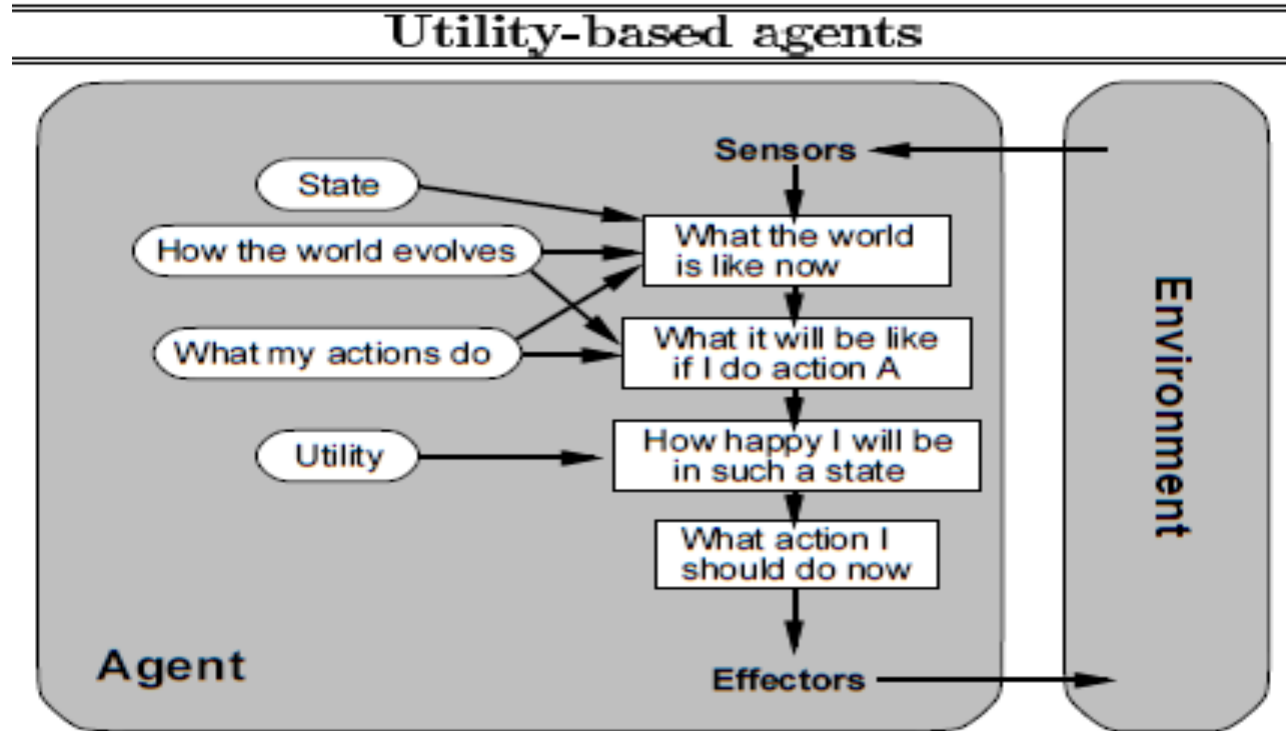 Utility-based agents
Sensors
State
What the world
is like now
How the world evolves
What my actions do
What it will be like
if I do action A
Utility
How happy I will be
in such a state
What action I
should do now
Agent
Effectors
Environment